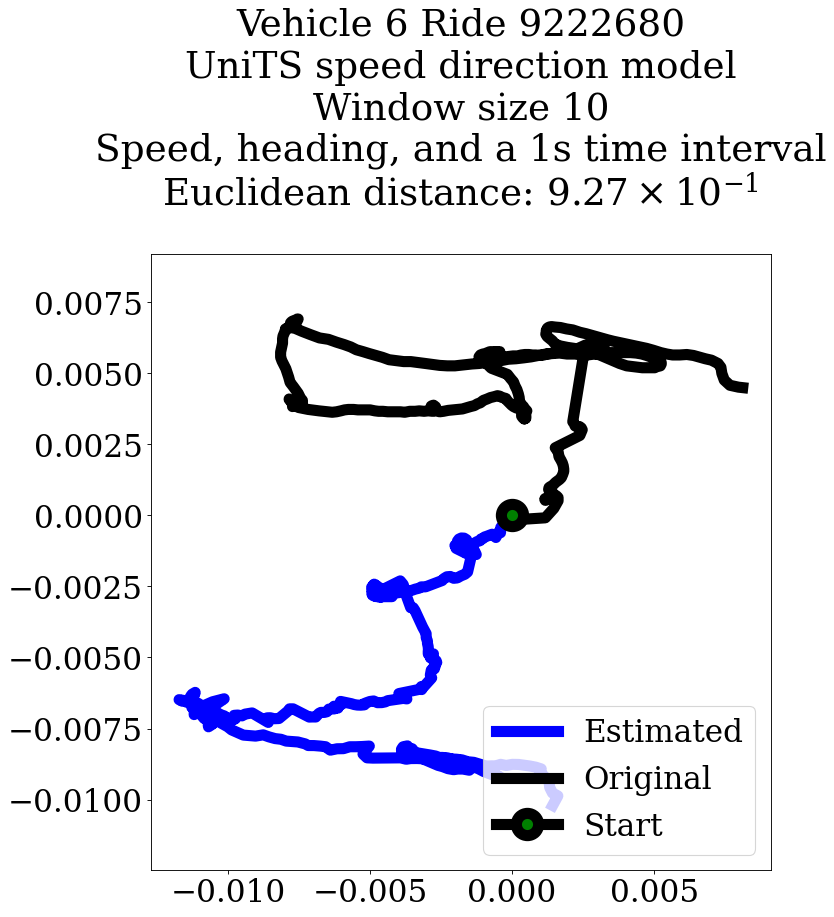 Vehicle 6 Ride 9222680
UniTS speed direction model
Window size 10
Speed, heading, and a 1s time interval
Euclidean distance: 9.27 × 10⁻¹
0.0075
0.0050
0.0025
0.0000
−0.0025
−0.0050
−0.0075
−0.0100
Estimated
Original
Start
−0.010 −0.005 0.000 0.005